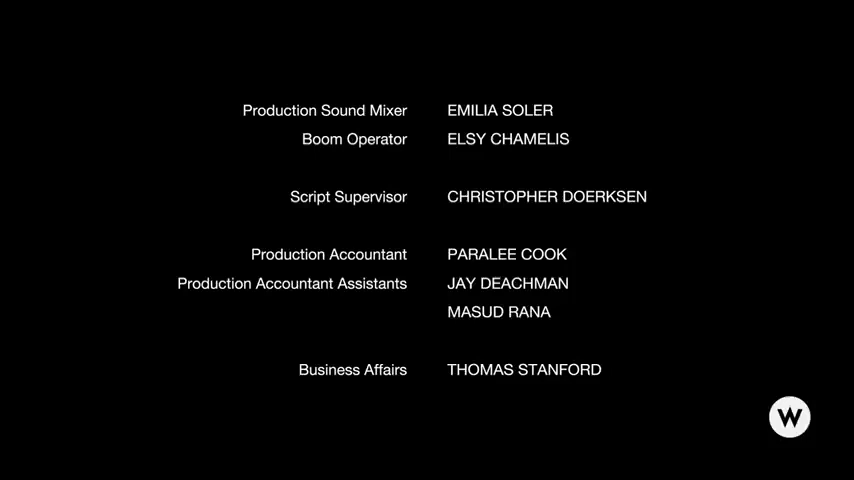 Production Sound Mixer EMILIA SOLER
Boom Operator ELSY CHAMELIS
Script Supervisor CHRISTOPHER DOERKSEN
Production Accountant PARALEE COOK
Production Accountant Assistants JAY DEACHMAN
MASUD RANA
Business Affairs THOMAS STANFORD
W